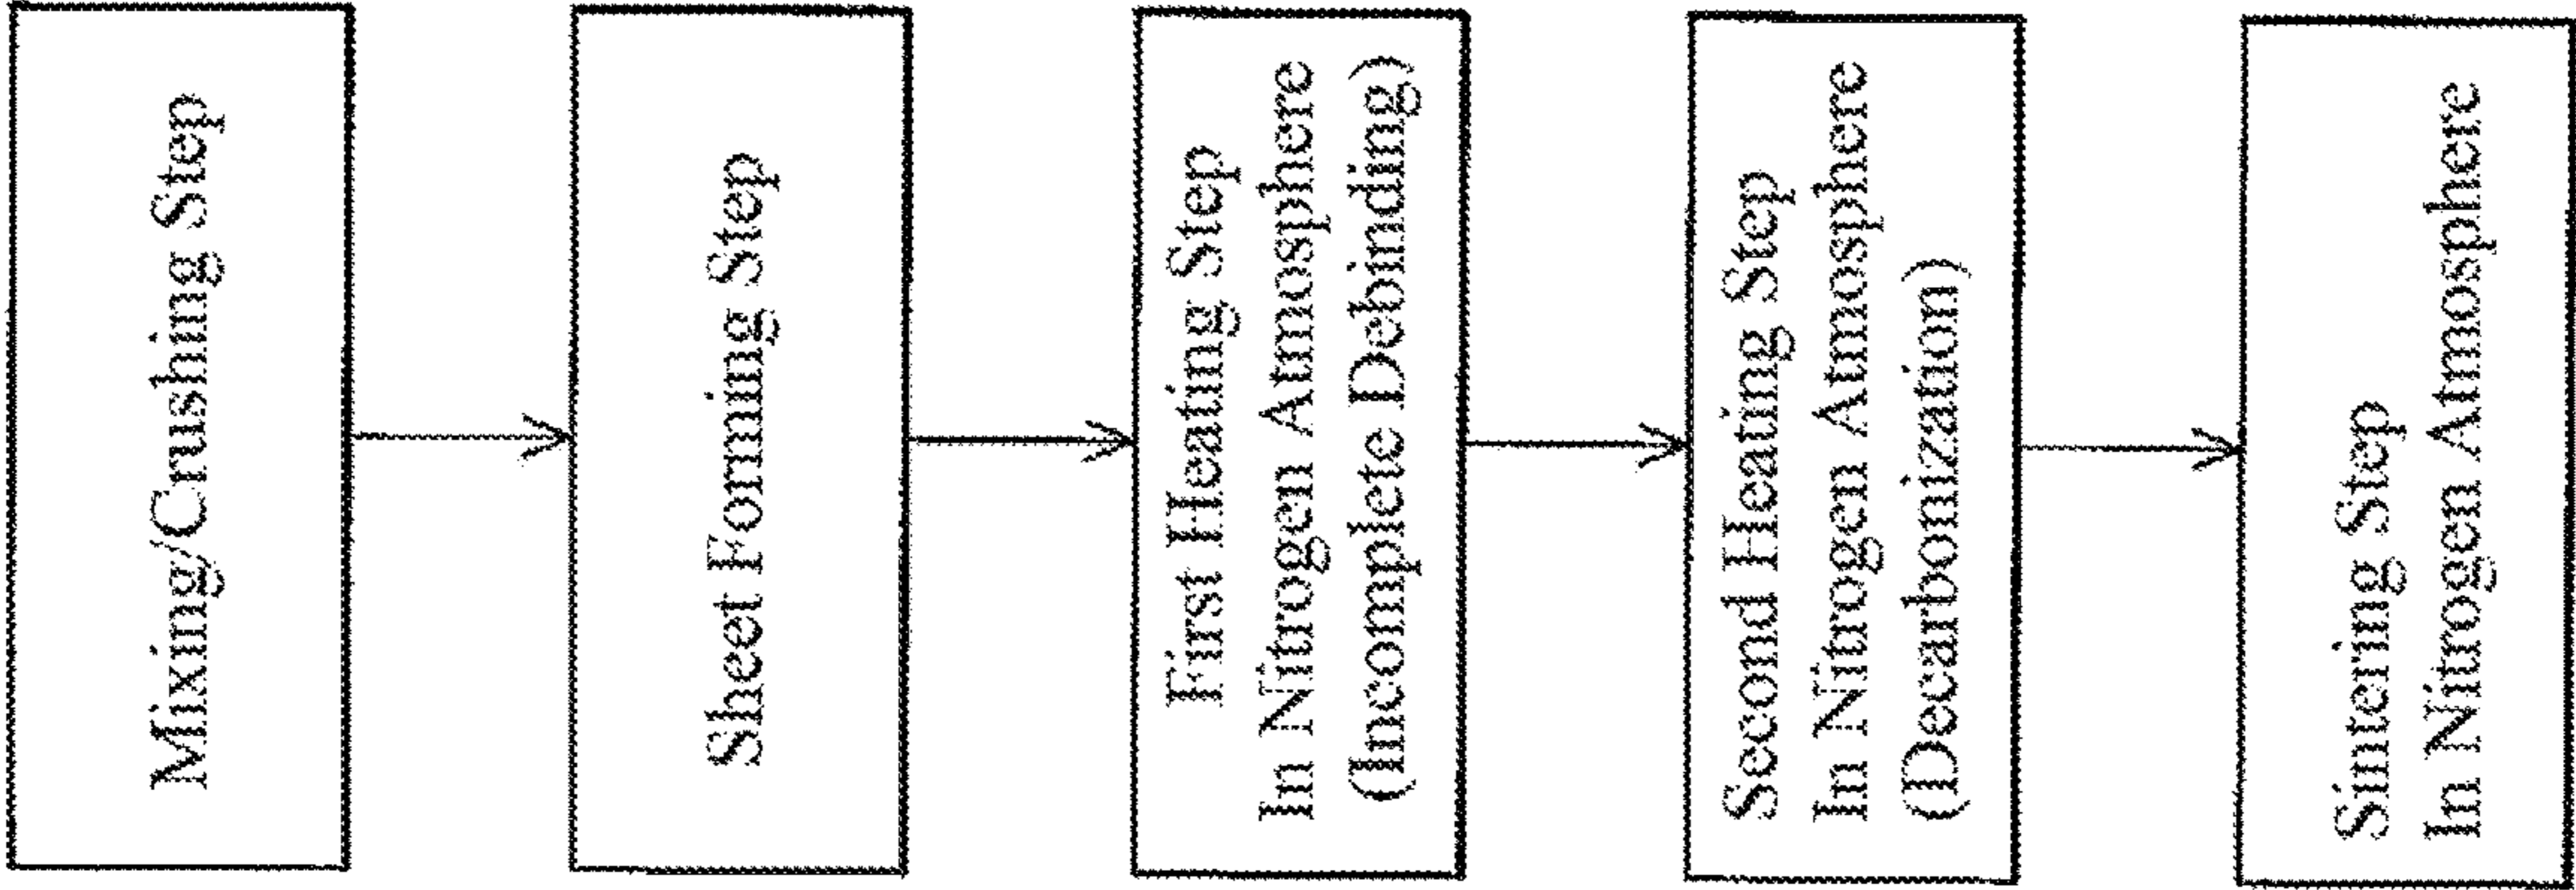 Mixing/Crushing Step
Sheet Forming Step
First Heating Step
In Nitrogen Atmosphere
(Incomplete Debinding)
Second Heating Step
In Nitrogen Atmosphere
(Decarbonization)
Sintering Step
In Nitrogen Atmosphere